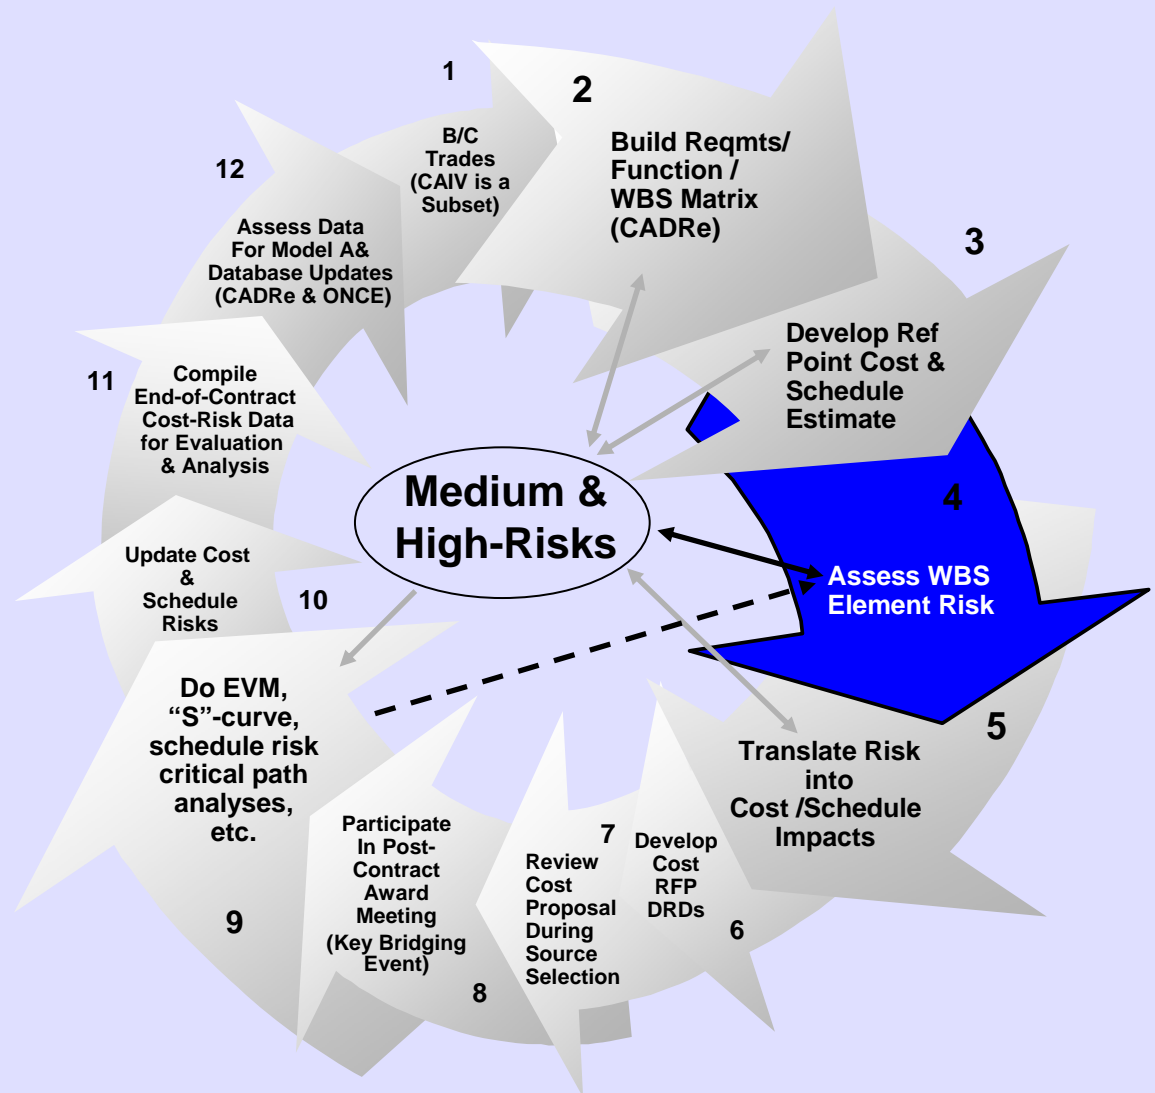 1
B/C
Trades
(CAIV is a
Subset)
2
Build Reqmts/
Function /
WBS Matrix
(CADRe)
3
Develop Ref
Point Cost &
Schedule
Estimate
4
Assess WBS
Element Risk
5
Translate Risk
into
Cost /Schedule
Impacts
6
Develop
Cost
RFP
DRDs
7
Review
Cost
Proposal
During
Source
Selection
8
Participate
In Post-
Contract
Award
Meeting
(Key Bridging
Event)
9
Do EVM,
“S”-curve,
schedule risk
critical path
analyses,
etc.
10
Update Cost
&
Schedule
Risks
11
Compile
End-of-Contract
Cost-Risk Data
for Evaluation
& Analysis
12
Assess Data
For Model A&
Database Updates
(CADRe & ONCE)
Medium &
High-Risks